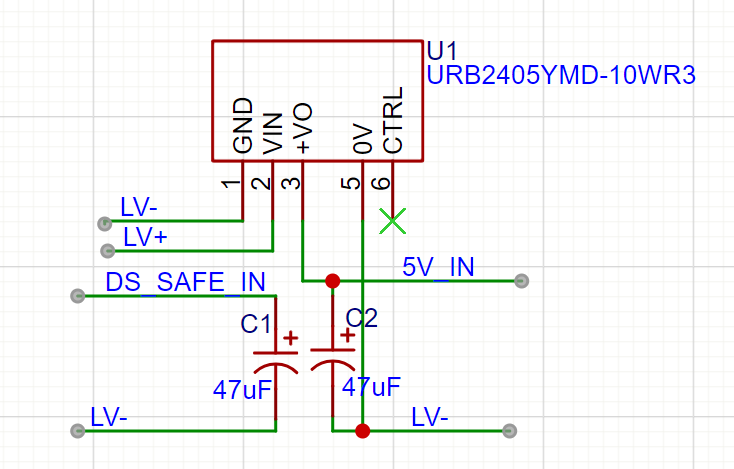 U1
URB2405YMD-10WR3
GND
VIN
+VO
0V
CTRL
1
2
3
5
6
LV-
LV+
5V_IN
DS_SAFE_IN
C1
+
C2
+
47uF
47uF
LV-
LV-